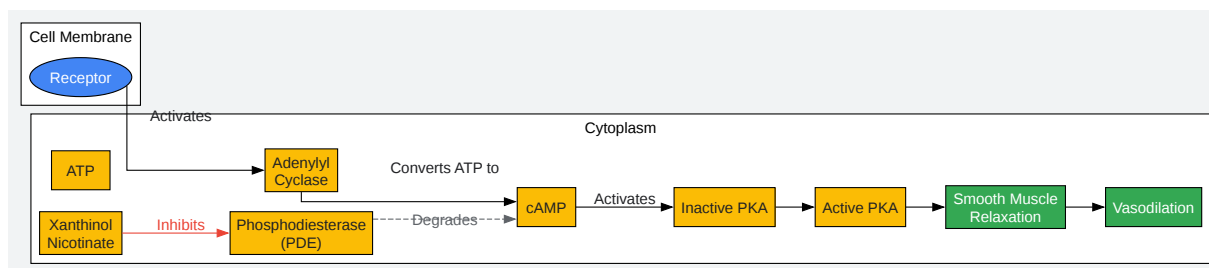 Cell Membrane
Receptor
Activates
Cytoplasm
ATP
Adenylyl
Cyclase
Converts ATP to
Xanthinol
Nicotinate
Inhibits
Phosphodiesterase
(PDE)
Degrades
cAMP
Activates
Inactive PKA
Active PKA
Smooth Muscle
Relaxation
Vasodilation